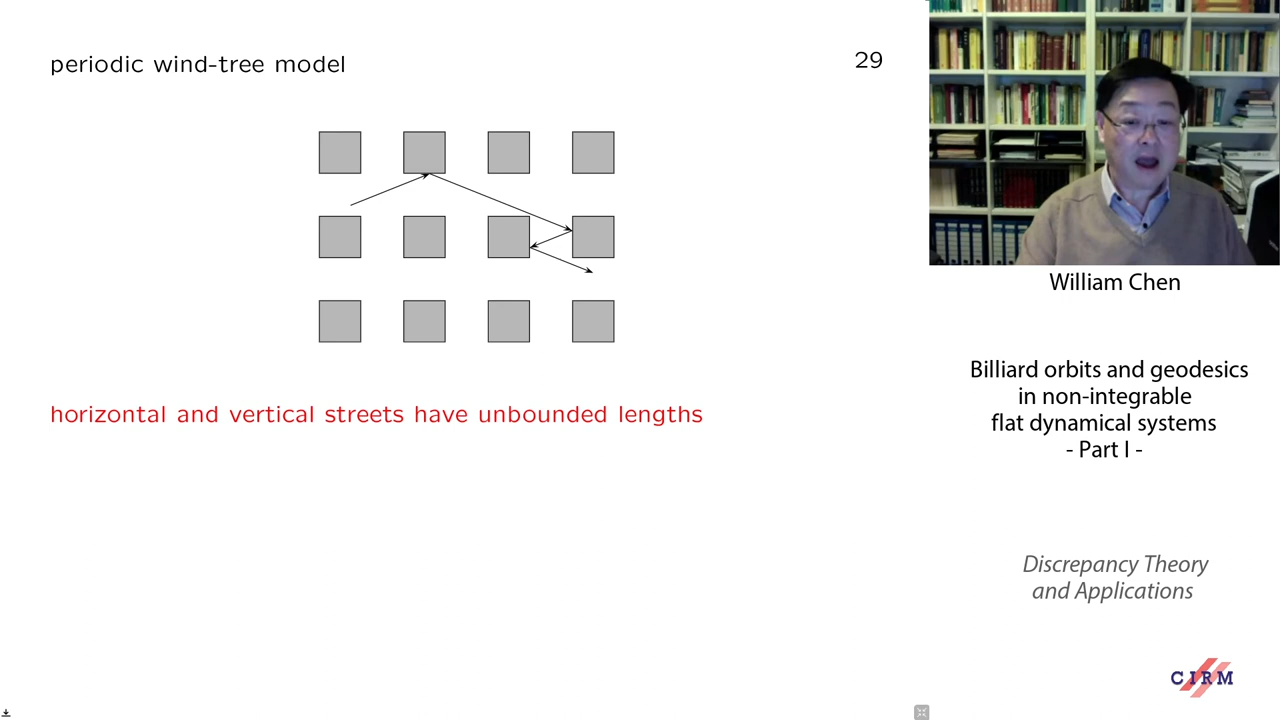 periodic wind-tree model
29
horizontal and vertical streets have unbounded lengths
William Chen
Billiard orbits and geodesics
in non-integrable
flat dynamical systems
- Part I -
Discrepancy Theory
and Applications
CIRM